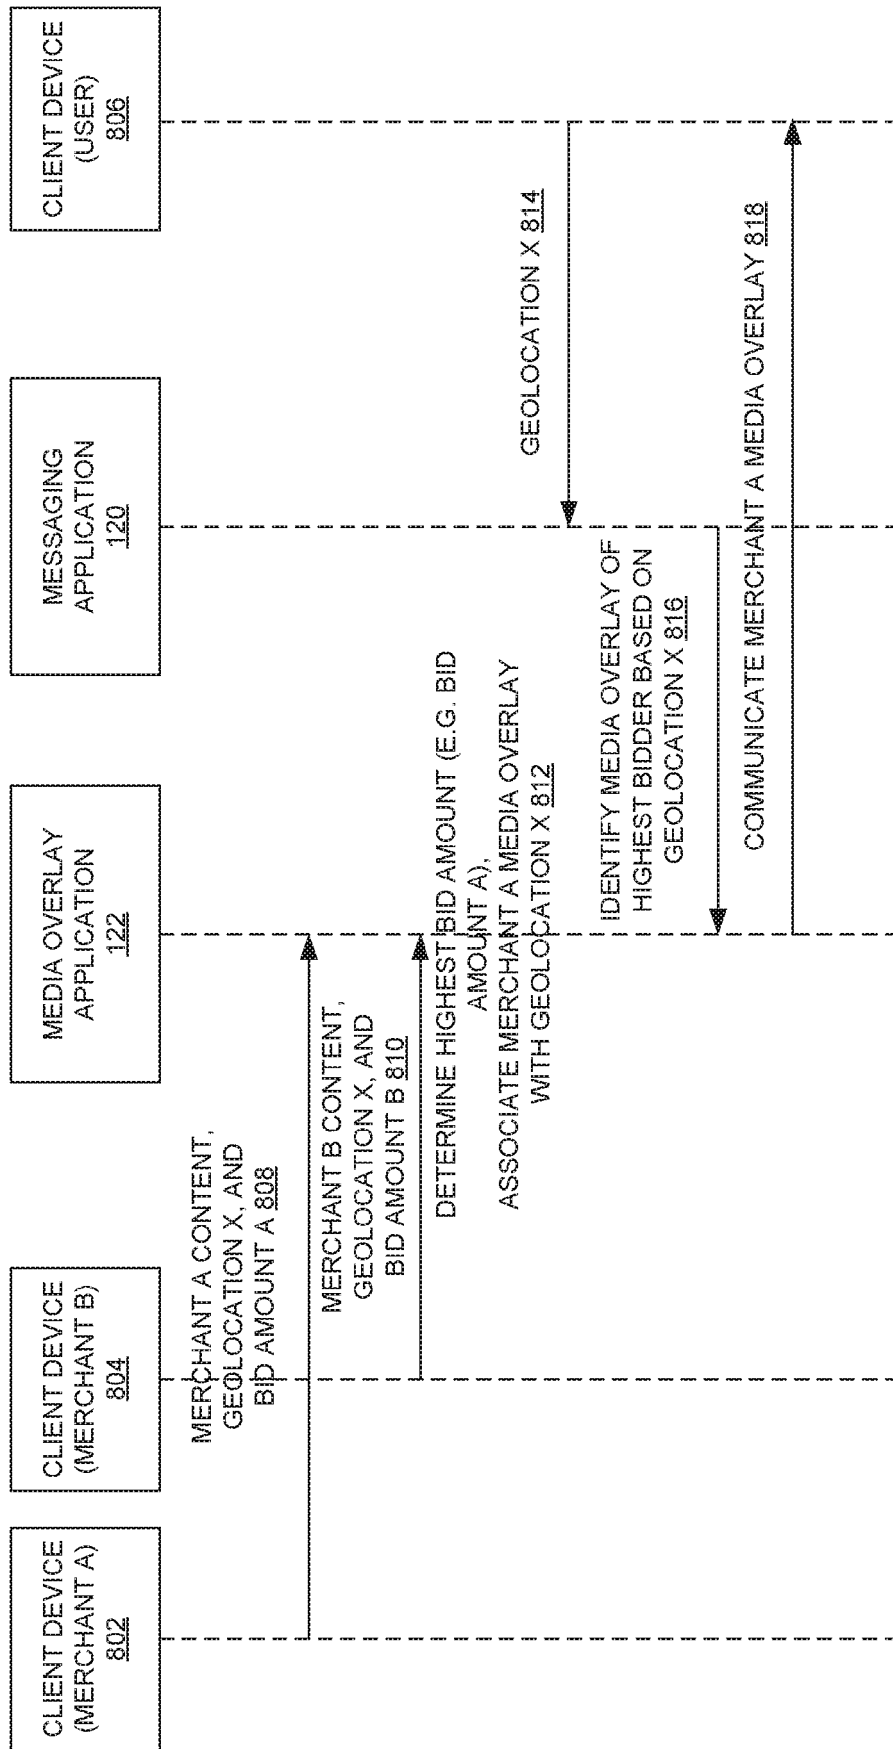 CLIENT DEVICE
(MERCHANT A)
802
CLIENT DEVICE
(MERCHANT B)
804
MEDIA OVERLAY
APPLICATION
122
MESSAGING
APPLICATION
120
CLIENT DEVICE
(USER)
806
MERCHANT A CONTENT,
GEOLOCATION X, AND
BID AMOUNT A 808
MERCHANT B CONTENT,
GEOLOCATION X, AND
BID AMOUNT B 810
DETERMINE HIGHEST BID AMOUNT (E.G. BID
AMOUNT A),
ASSOCIATE MERCHANT A MEDIA OVERLAY
WITH GEOLOCATION X 812
GEOLOCATION X 814
IDENTIFY MEDIA OVERLAY OF
HIGHEST BIDDER BASED ON
GEOLOCATION X 816
COMMUNICATE MERCHANT A MEDIA OVERLAY 818